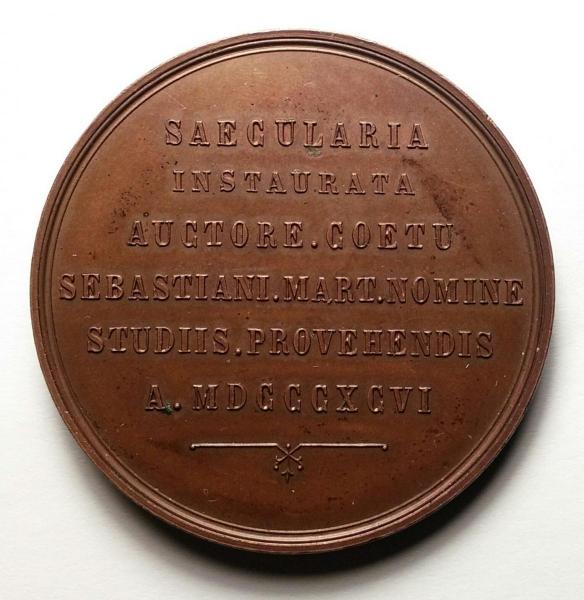 SAECULARIA
INSTAURATA
AUCTORE.COETU
SEBASTIANI.MART.NOMINE
STUDIIS.PROVEHENDIS
A. MDCCCXCVI